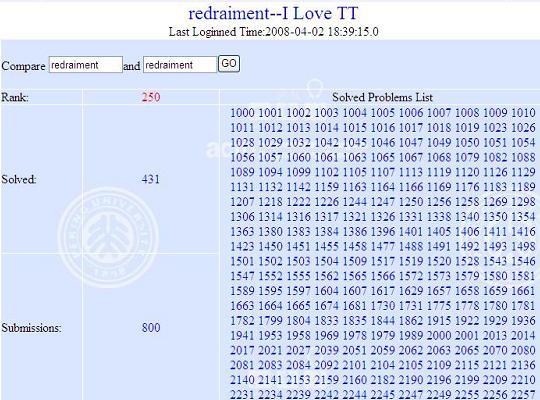 redraiment--I Love TT
Last Loginned Time:2008-04-02 18:39:15.0
Compare redraiment and redraiment GO
Rank: 250 Solved Problems List
1000 1001 1002 1003 1004 1005 1006 1007 1008 1009 1010
1011 1012 1013 1014 1015 1016 1017 1018 1019 1023 1026
1028 1029 1032 1042 1045 1046 1047 1049 1050 1051 1054
1056 1057 1060 1061 1063 1065 1067 1068 1079 1082 1088
1089 1094 1099 1102 1105 1107 1113 1119 1120 1126 1129
1131 1132 1142 1159 1163 1164 1166 1169 1176 1183 1189
Solved: 431
1207 1218 1222 1226 1244 1247 1250 1256 1258 1269 1298
1306 1314 1316 1317 1321 1326 1331 1338 1340 1350 1354
1363 1380 1383 1384 1386 1395 1401 1405 1406 1411 1416
1423 1450 1451 1455 1458 1477 1488 1491 1492 1493 1498
1501 1502 1503 1504 1509 1517 1519 1520 1528 1543 1546
1547 1552 1555 1562 1565 1566 1572 1573 1579 1580 1581
1589 1595 1597 1604 1607 1617 1629 1657 1658 1659 1661
1663 1664 1665 1674 1681 1730 1731 1775 1778 1780 1781
Submissions: 800
1782 1799 1804 1833 1835 1844 1862 1915 1922 1929 1936
1941 1953 1958 1969 1978 1979 1989 2000 2001 2013 2014
2017 2021 2027 2039 2051 2059 2062 2063 2065 2070 2080
2081 2083 2084 2092 2101 2104 2105 2109 2115 2121 2136
2140 2141 2153 2159 2160 2182 2190 2196 2199 2209 2210
2231 2234 2239 2242 2245 2246 2249 2255 2256 2257